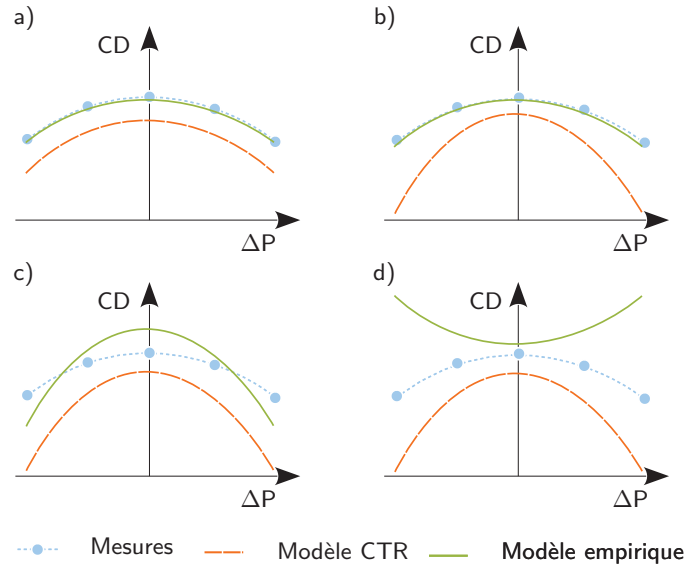 a)
CD
ΔP
b)
CD
ΔP
c)
CD
ΔP
d)
CD
ΔP
Mesures
Modèle CTR
Modèle empirique